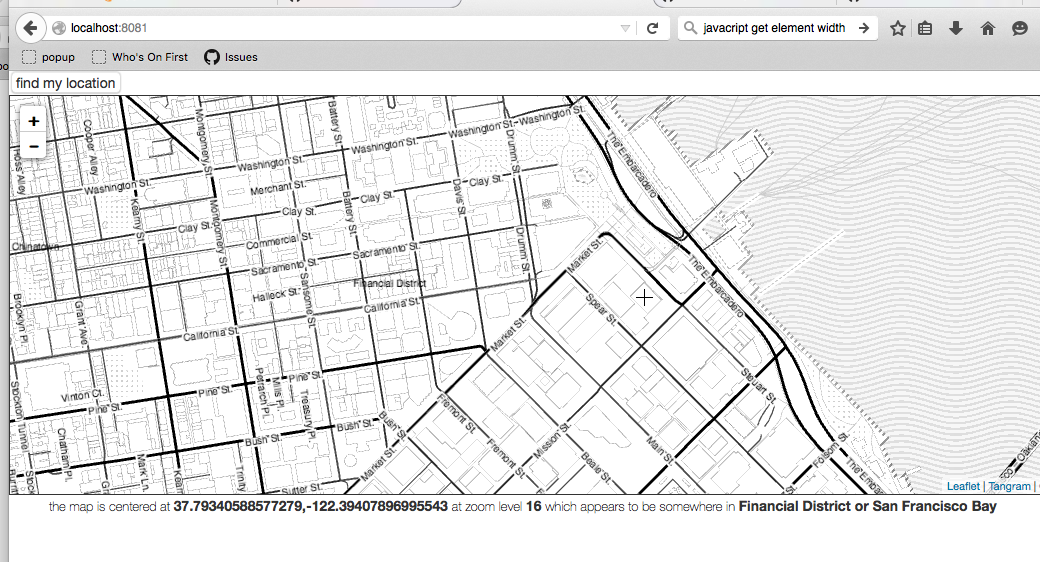 localhost:8081
javacript get element width
popup
Who's On First
Issues
find my location
+
-
Hoss Alley
Cooper Alley
Montgomery St.
Battery St.
Washington St.
Washington St.
Washington St.
Washington St.
Washington St.
Drumm St.
The Embarcadero
Merchant St.
Clay St.
Clay St.
Clay St.
Clay St.
Davis St.
Kearny St.
Montgomery St.
Battery St.
Commercial St.
Chinatown
Sacramento St.
Sacramento St.
Drumm St.
Market St.
The Embarcadero
Halleck St.
Sansome St.
Financial District
California St.
California St.
Brooklyn Pl.
Grant Ave.
Spear St.
Market St.
Steuart St.
Pine St.
Pine St.
Pine St.
Vinton Ct.
Petrarch Pl.
Mills Pl.
Treasury Pl.
Stockton Tunnel
Bush St.
Bush St.
Bush St.
Fremont St.
Fremont St.
Mission St.
Main St.
Beale St.
Market St.
Chatham Pl.
Mark Ln.
Trinity
Sutter St.
Folsom St.
The Em
Leaflet | Tangram |
the map is centered at 37.79340588577279,-122.39407896995543 at zoom level 16 which appears to be somewhere in Financial District or San Francisco Bay